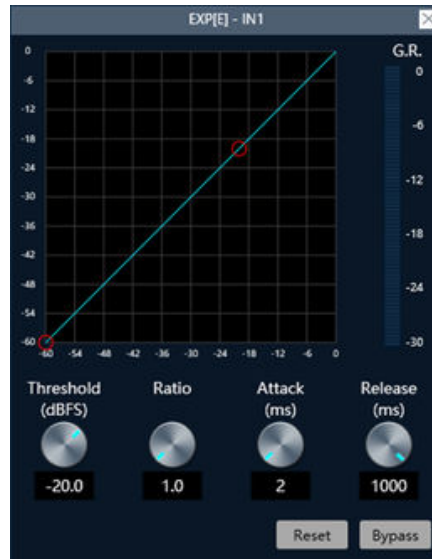 EXP[E] - IN1
G.R.
0
-6
-12
-18
-24
-30
-36
-42
-48
-54
-60
-60 -54 -48 -42 -36 -30 -24 -18 -12 -6 0
0
-6
-12
-18
-24
-30
Threshold (dBFS)
Ratio
Attack (ms)
Release (ms)
-20.0 1.0 2 1000
Reset Bypass